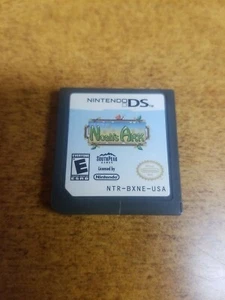 NINTENDO DS
NOAH'S ARK
E
SOUTHPEAK
Licensed by
Nintendo
NTR-BXNE-USA